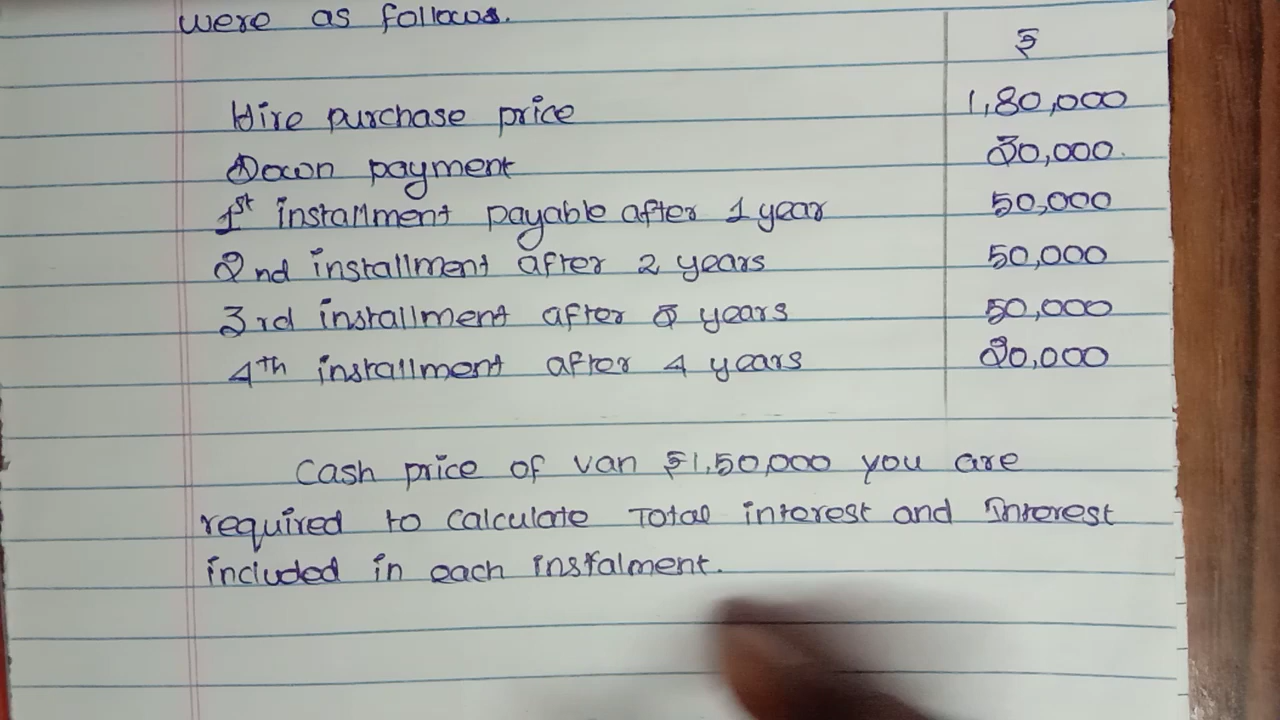 were as follows.
₹
Hire purchase price 1,80,000
Down payment 30,000.
1st installment payable after 1 year 50,000
2nd installment after 2 years 50,000
3rd installment after 3 years 50,000
4th installment after 4 years 20,000
Cash price of van ₹1,50,000 you are
required to calculate Total interest and Interest
included in each instalment.